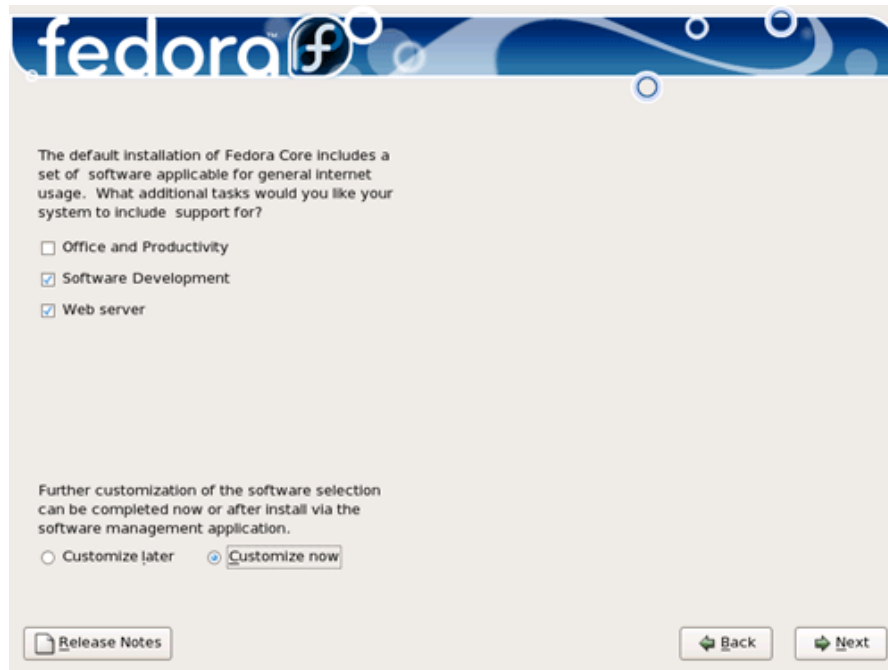 fedora™ f
The default installation of Fedora Core includes a
set of  software applicable for general internet
usage.  What additional tasks would you like your
system to include  support for?
Office and Productivity
Software Development
Web server
Further customization of the software selection
can be completed now or after install via the
software management application.
Customize later Customize now
Release Notes Back Next